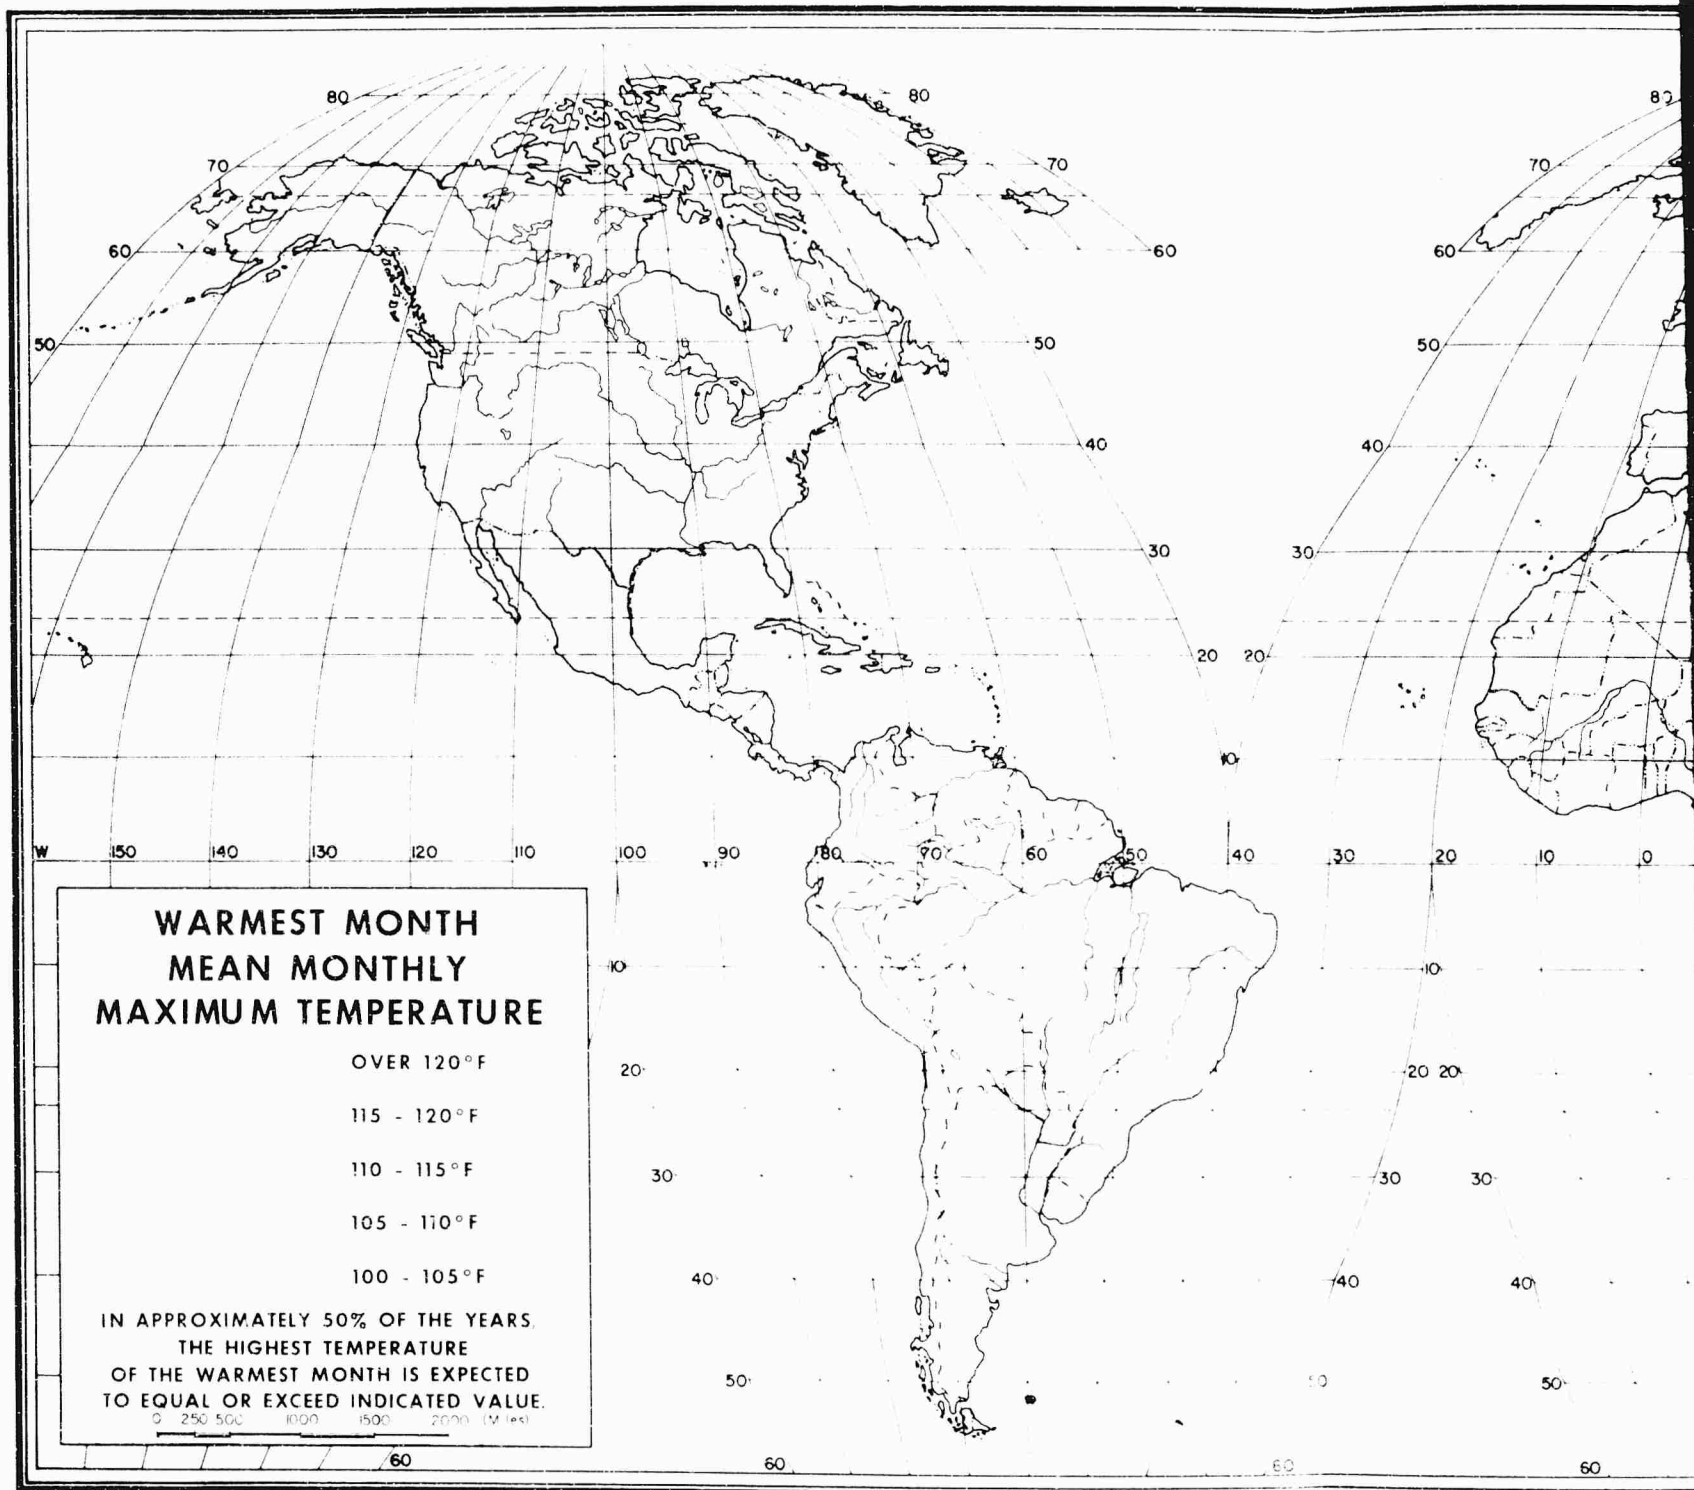 80 80 80
70 70 70
60 60 60
50 50 50
40 40 40
30 30 30
20 20
10
W 150 140 130 120 110 100 90 80 70 60 50 40 30 20 10 0
WARMEST MONTH
MEAN MONTHLY
MAXIMUM TEMPERATURE
OVER 120°F
115 - 120°F
110 - 115°F
105 - 110°F
100 - 105°F
IN APPROXIMATELY 50% OF THE YEARS,
THE HIGHEST TEMPERATURE
OF THE WARMEST MONTH IS EXPECTED
TO EQUAL OR EXCEED INDICATED VALUE.
0 250 500 1000 1500 2000 (Miles)
10 10
20 20 20
30 30 30
40 40 40
50 50 50
60 60 60 60